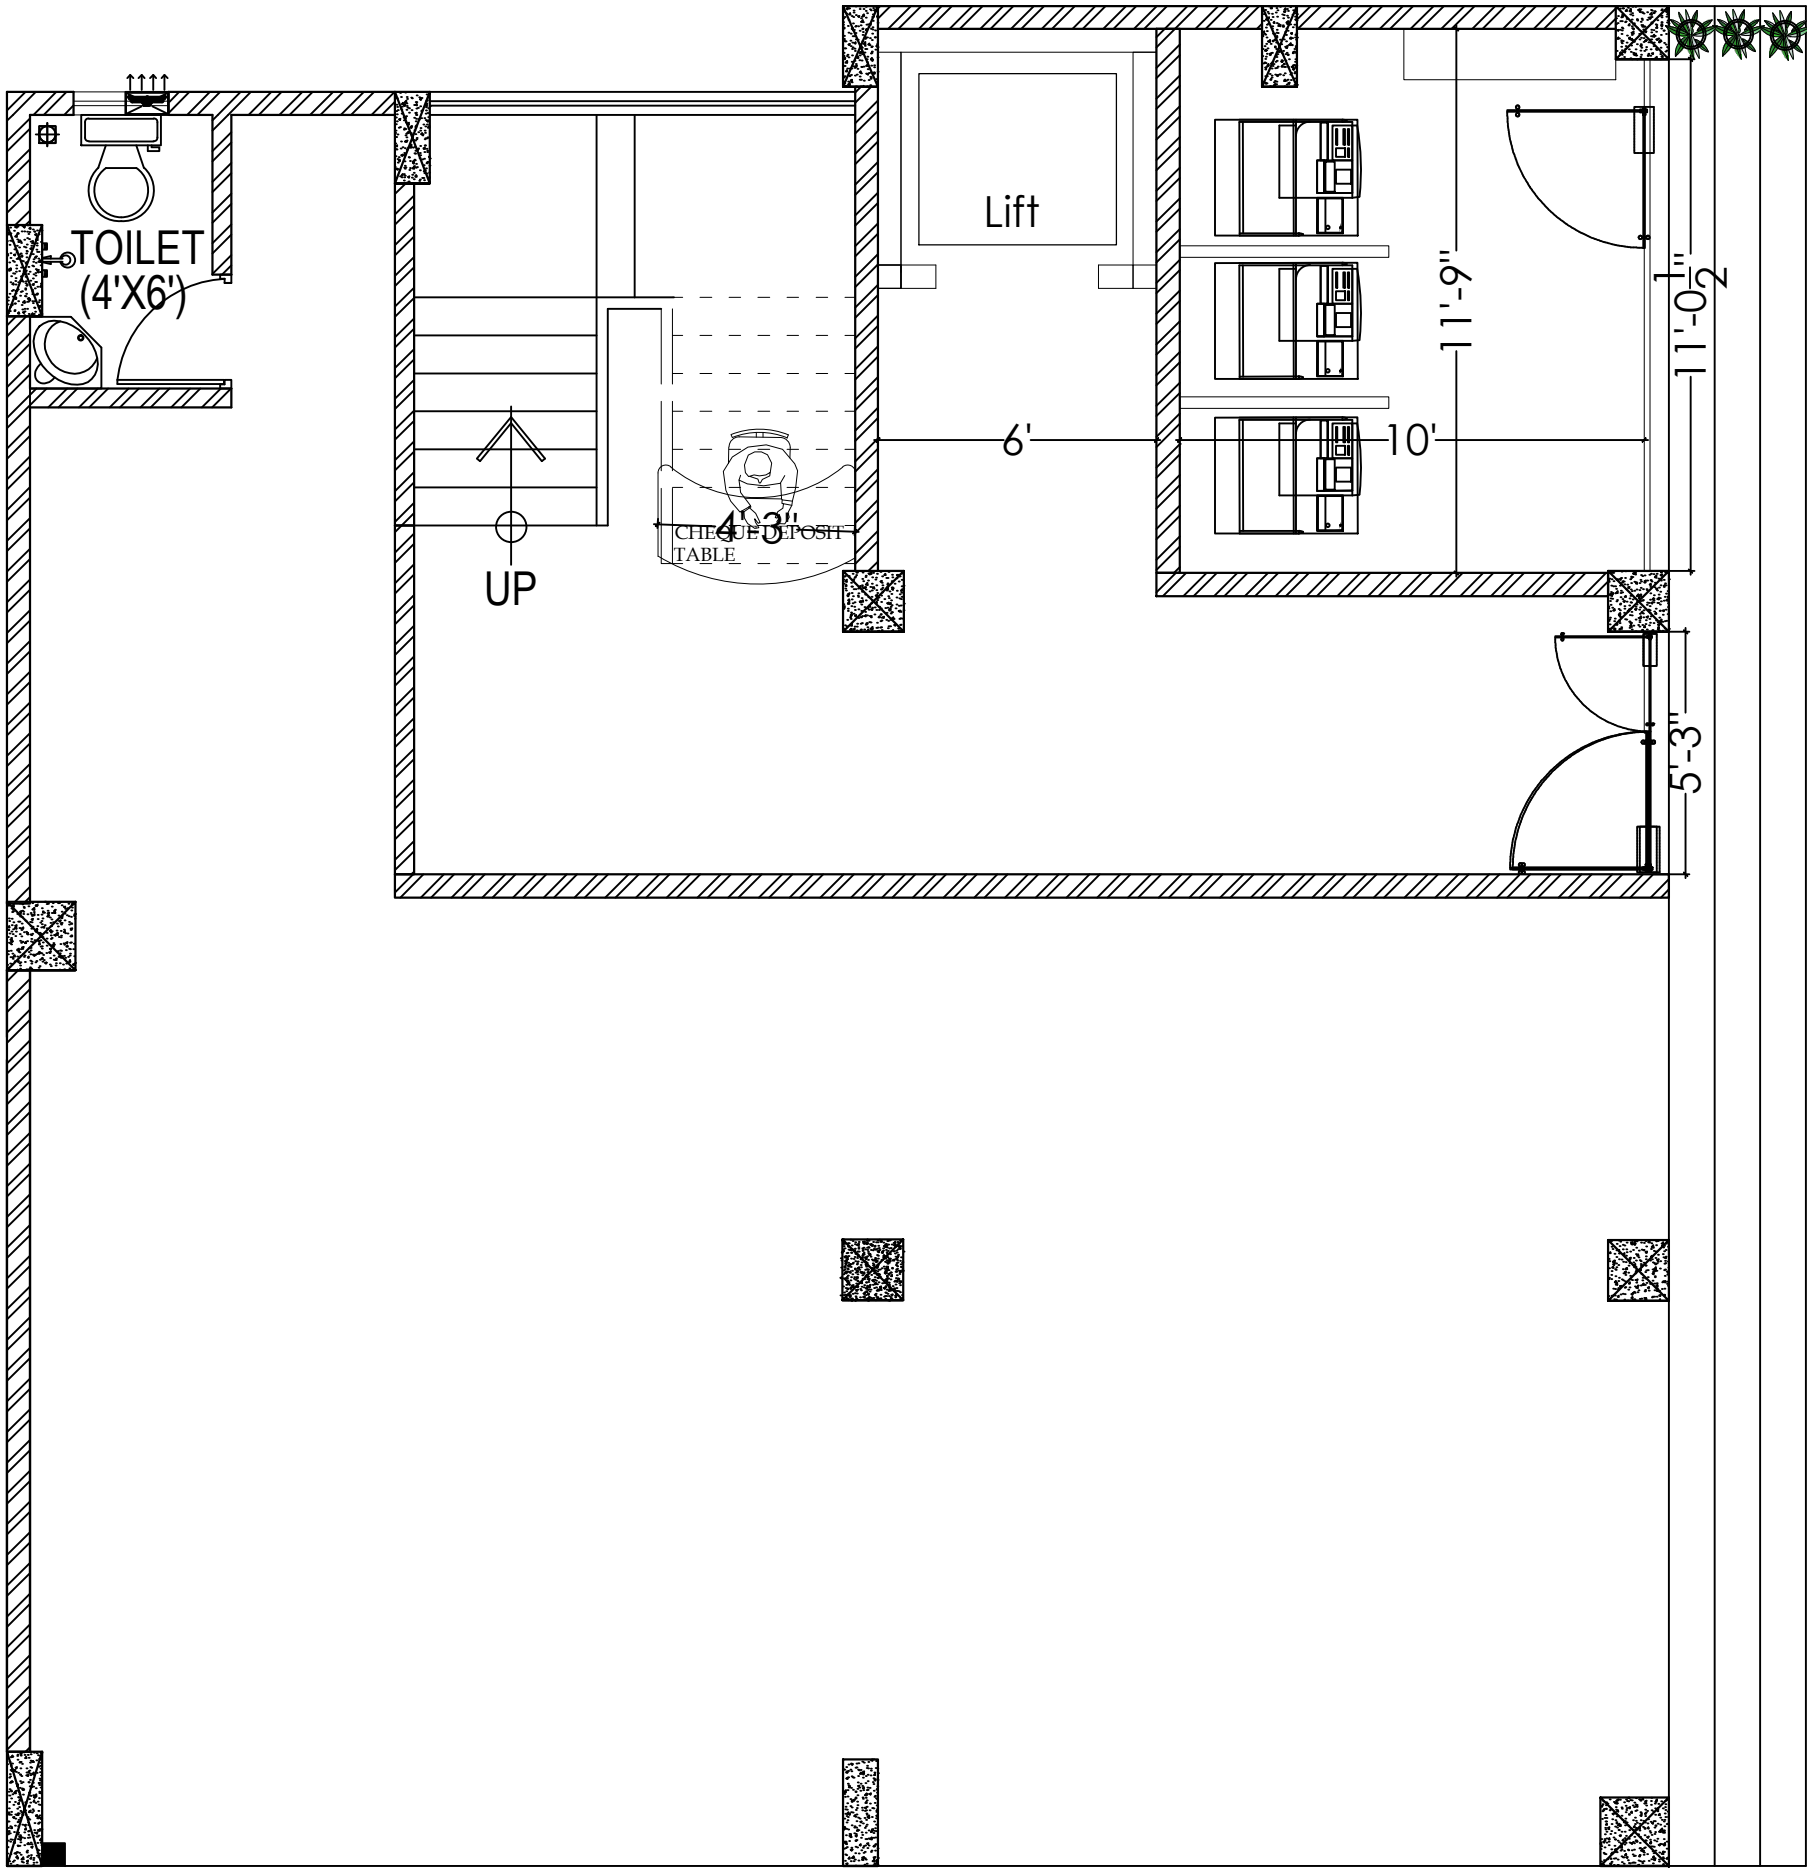 Lift
TOILET
(4'X6')
11'-9"
11'-0 1/2"
6'
10'
4'-3"
CHEQUE DEPOSIT
TABLE
UP
5'-3"